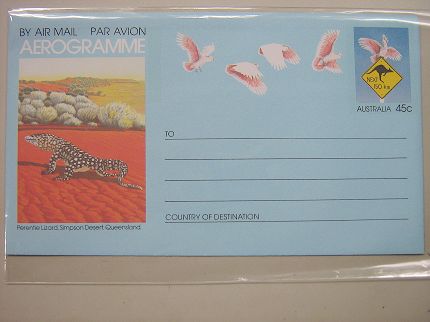 BY AIR MAIL PAR AVION
AEROGRAMME
NEXT
150 km
AUSTRALIA 45c
TO
COUNTRY OF DESTINATION
Perentie Lizard, Simpson Desert, Queensland.